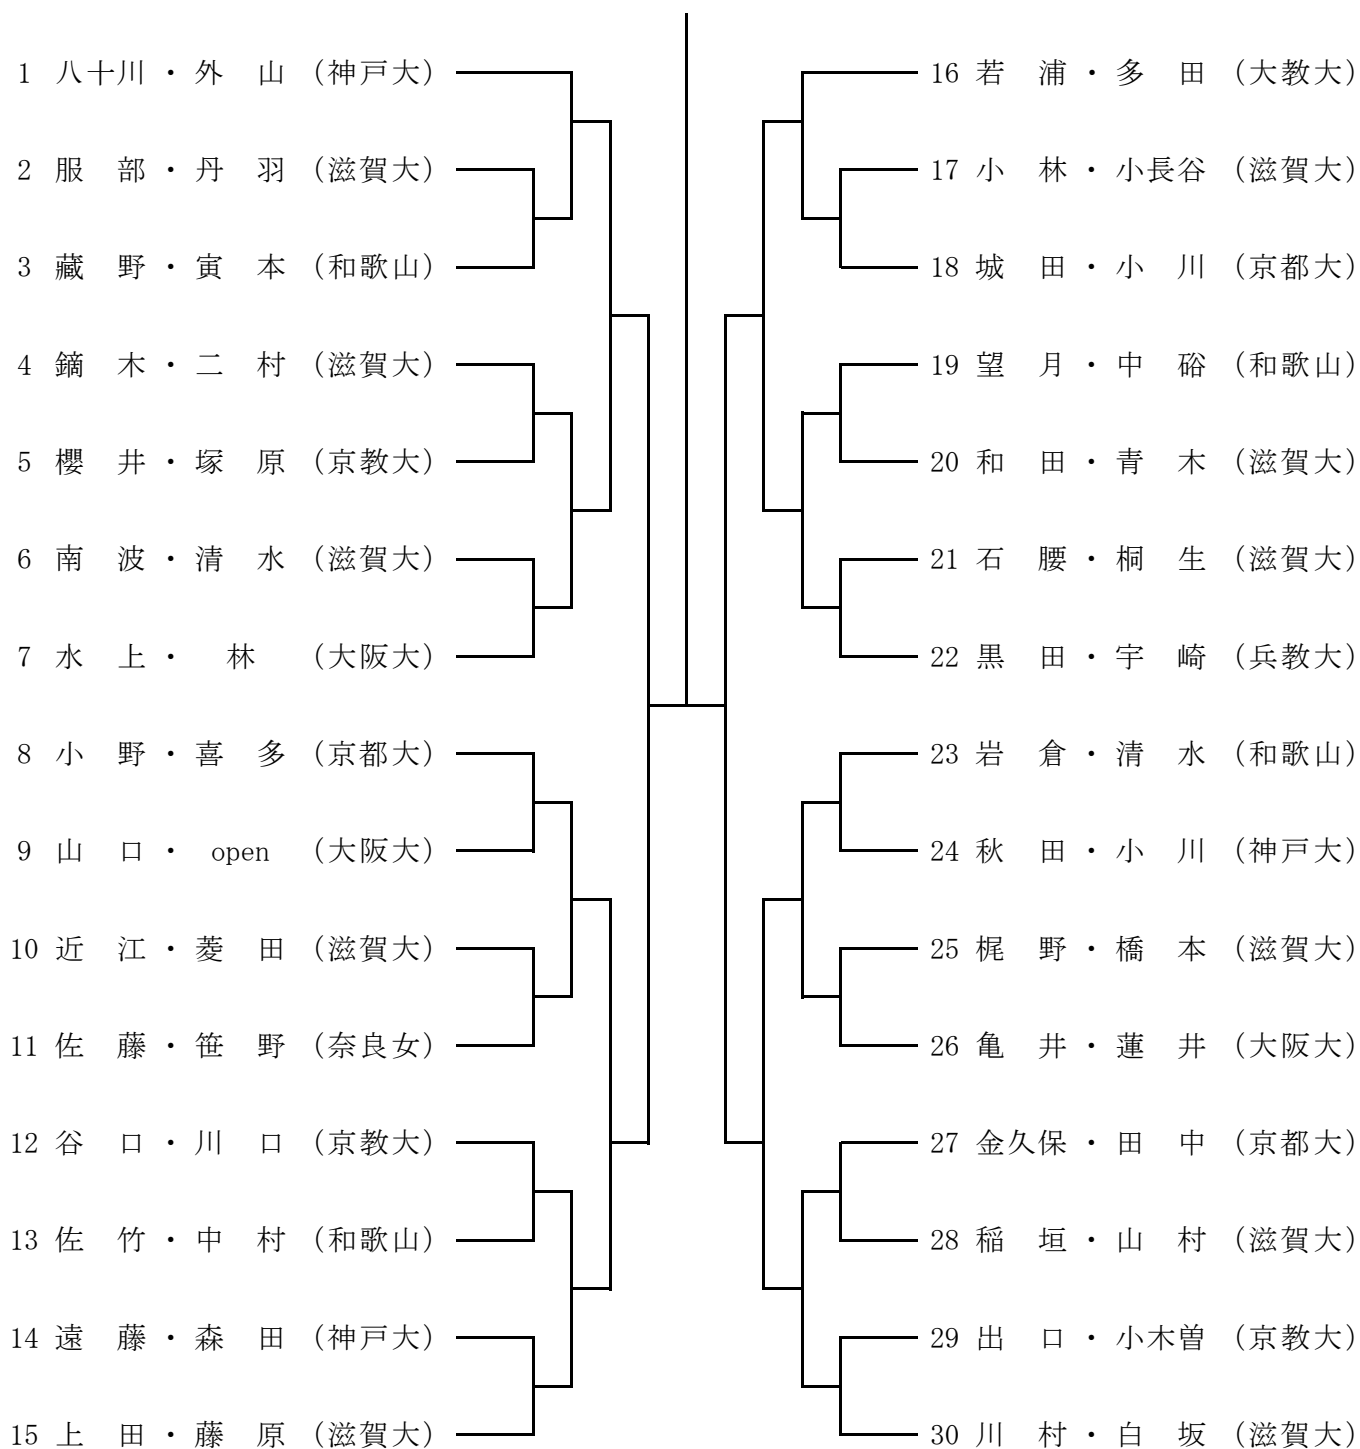 1 八十川・外　山 (神戸大)
2 服　部・丹　羽 (滋賀大)
3 藏　野・寅　本 (和歌山)
4 鏑　木・二　村 (滋賀大)
5 櫻　井・塚　原 (京教大)
6 南　波・清　水 (滋賀大)
7 水　上・　林　 (大阪大)
8 小　野・喜　多 (京都大)
9 山　口・ open (大阪大)
10 近　江・菱　田 (滋賀大)
11 佐　藤・笹　野 (奈良女)
12 谷　口・川　口 (京教大)
13 佐　竹・中　村 (和歌山)
14 遠　藤・森　田 (神戸大)
15 上　田・藤　原 (滋賀大)
16 若　浦・多　田 (大教大)
17 小　林・小長谷 (滋賀大)
18 城　田・小　川 (京都大)
19 望　月・中　硲 (和歌山)
20 和　田・青　木 (滋賀大)
21 石　腰・桐　生 (滋賀大)
22 黒　田・宇　崎 (兵教大)
23 岩　倉・清　水 (和歌山)
24 秋　田・小　川 (神戸大)
25 梶　野・橋　本 (滋賀大)
26 亀　井・蓮　井 (大阪大)
27 金久保・田　中 (京都大)
28 稲　垣・山　村 (滋賀大)
29 出　口・小木曽 (京教大)
30 川　村・白　坂 (滋賀大)